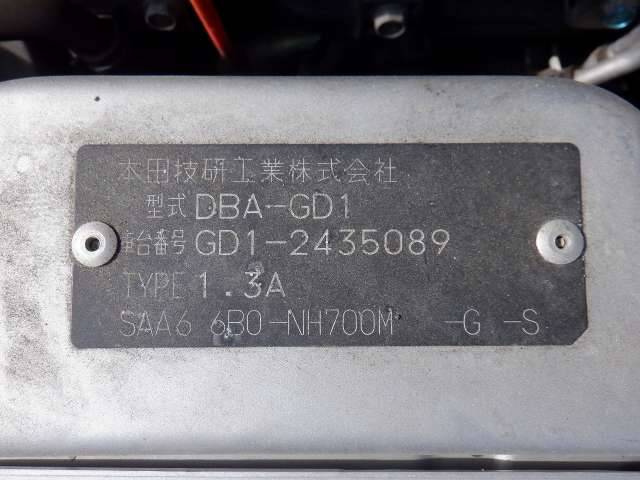 本田技研工業株式会社
型式 DBA-GD1
車台番号 GD1-2435089
TYPE 1.3A
SAA6 6B0-NH700M -G -S